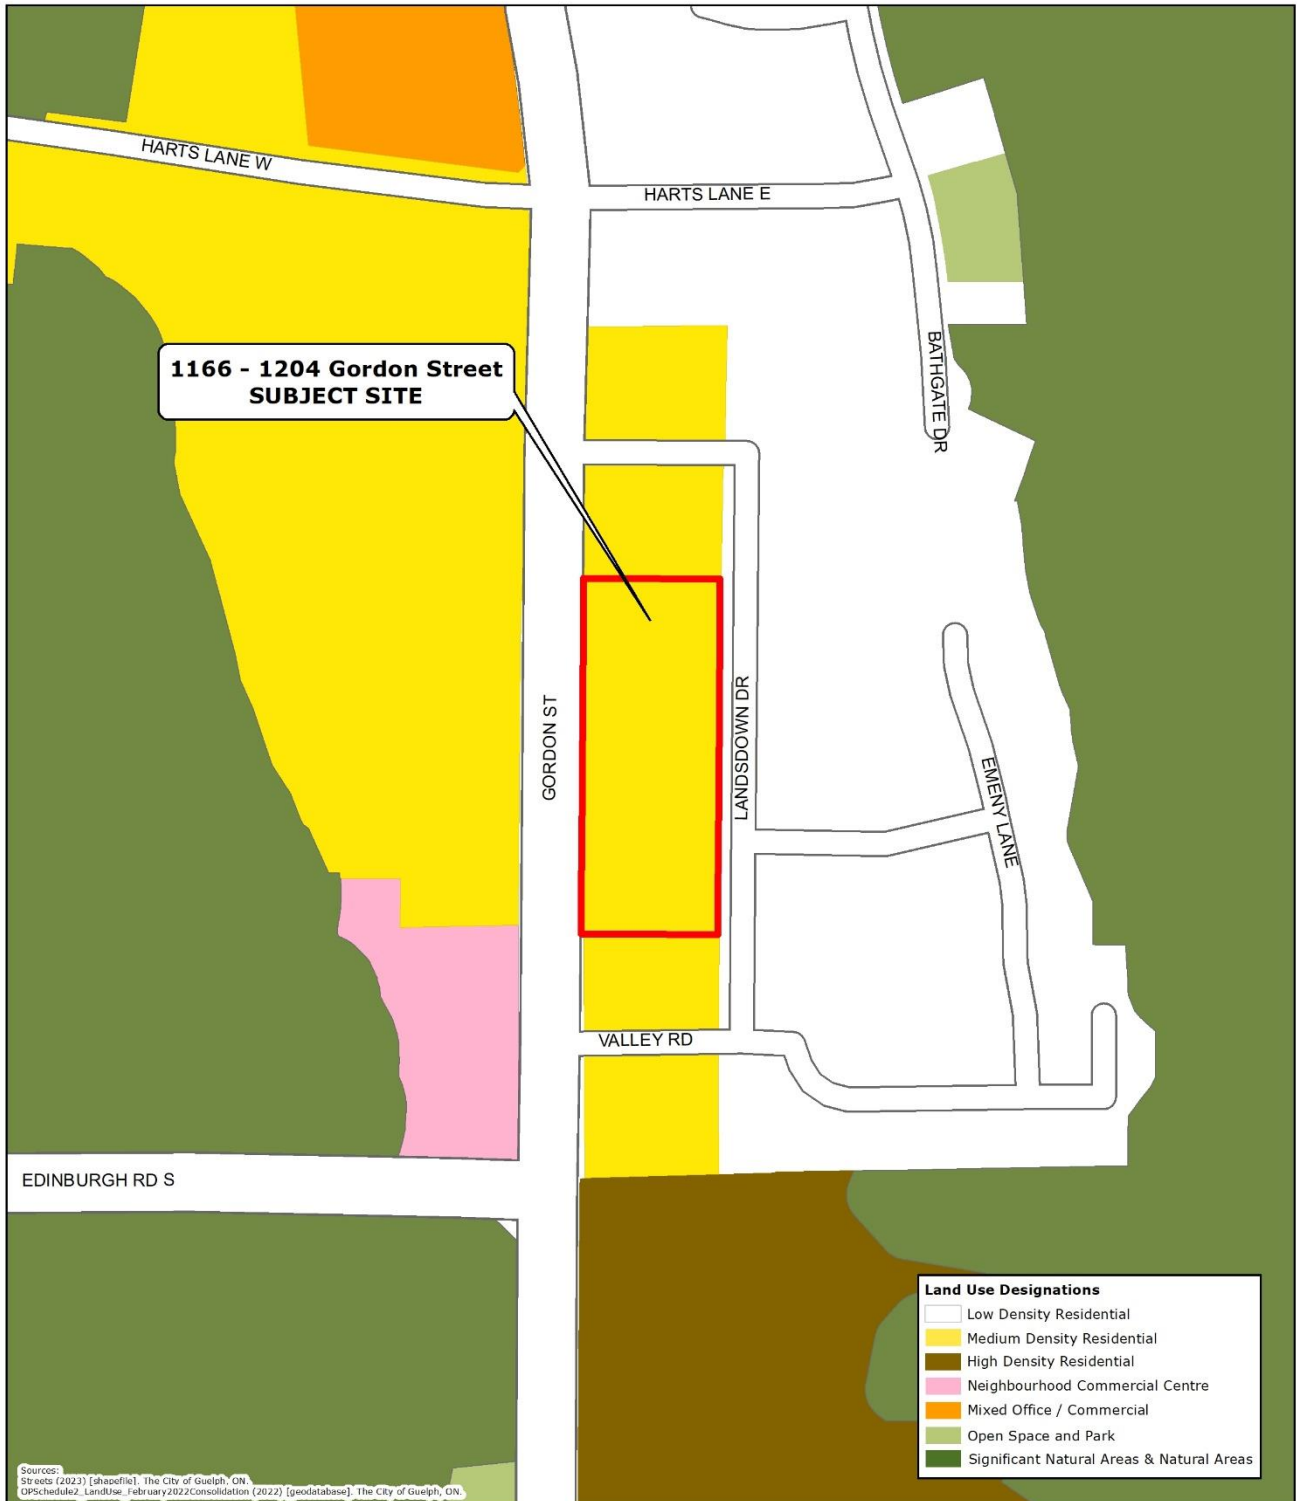 HARTS LANE W
HARTS LANE E
BATHGATE DR
1166 - 1204 Gordon Street
SUBJECT SITE
GORDON ST
LANDSDOWN DR
EMENY LANE
VALLEY RD
EDINBURGH RD S
Land Use Designations
Low Density Residential
Medium Density Residential
High Density Residential
Neighbourhood Commercial Centre
Mixed Office / Commercial
Open Space and Park
Significant Natural Areas & Natural Areas
Sources:
Streets (2023) [shapefile]. The City of Guelph, ON.
OPSchedule2_LandUse_February2022Consolidation (2022) [geodatabase]. The City of Guelph, ON.